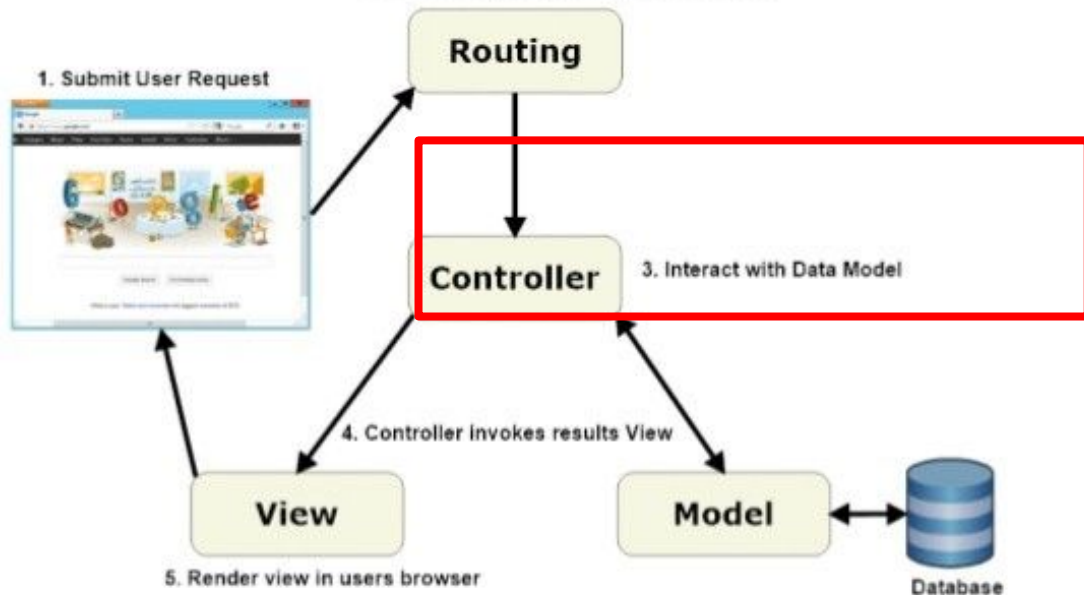 Routing
1. Submit User Request
Google
Controller
3. Interact with Data Model
4. Controller invokes results View
View
Model
5. Render view in users browser
Database